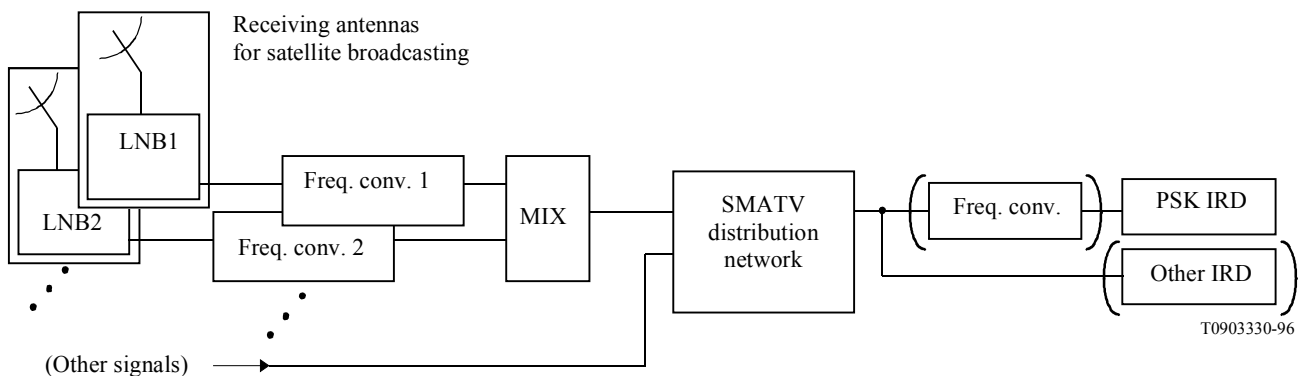 Receiving antennas
for satellite broadcasting
LNB1
LNB2
Freq. conv. 1
Freq. conv. 2
MIX
SMATV
distribution
network
Freq. conv.
PSK IRD
Other IRD
T0903330-96
(Other signals)